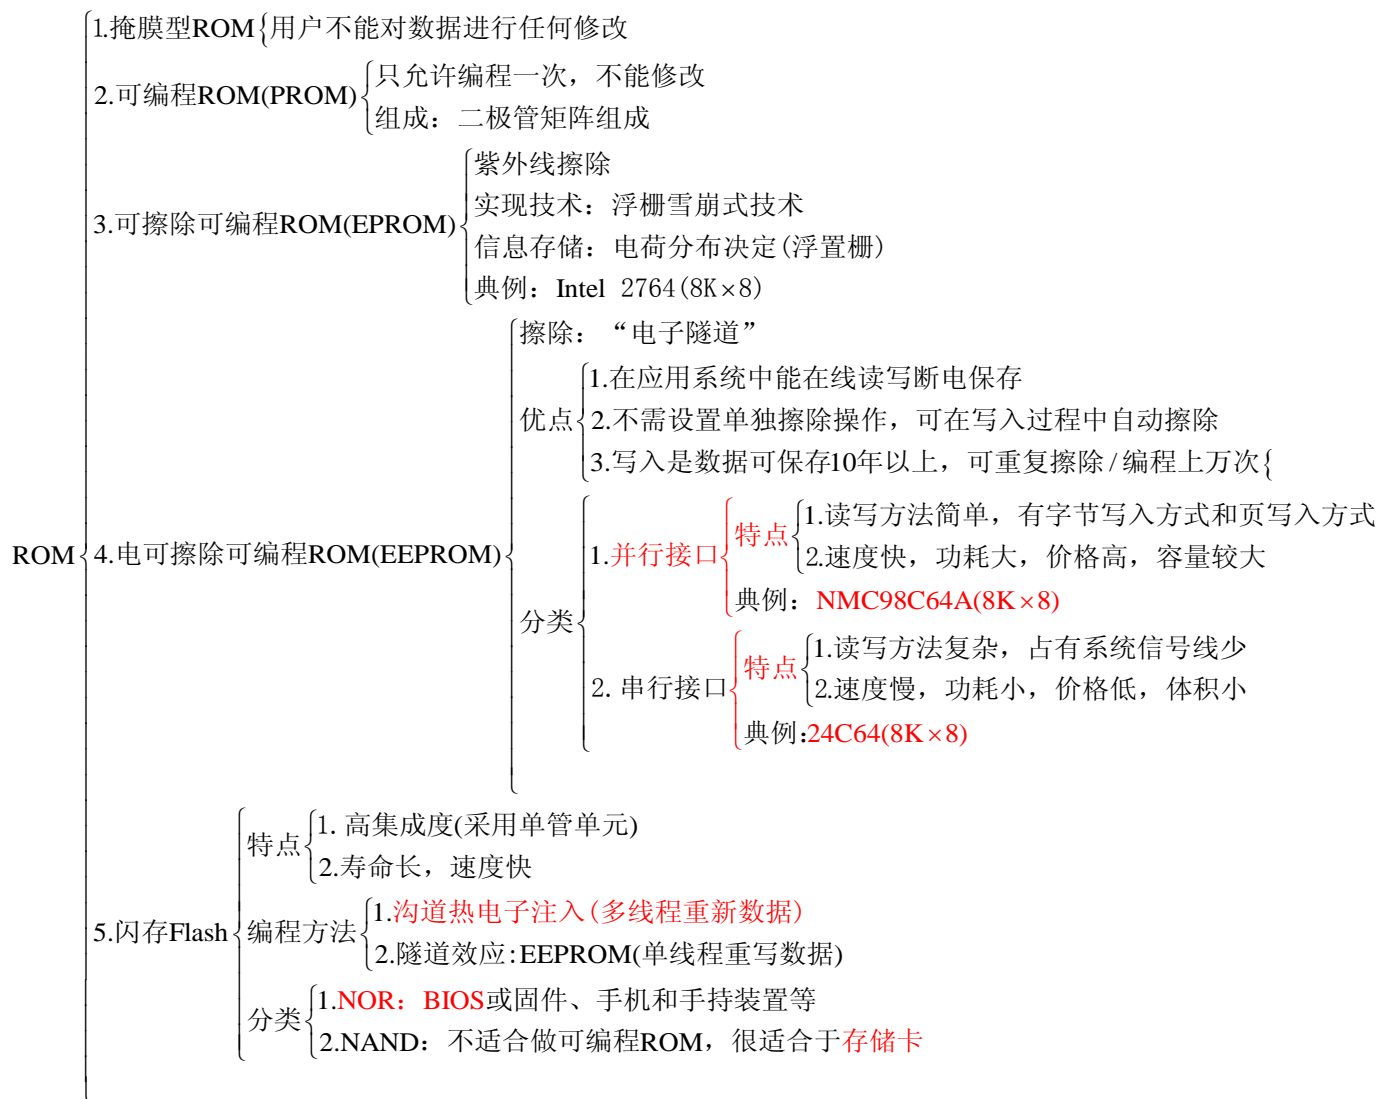 1.掩膜型ROM{用户不能对数据进行任何修改
2.可编程ROM(PROM)
只允许编程一次，不能修改
组成：二极管矩阵组成
3.可擦除可编程ROM(EPROM)
紫外线擦除
实现技术：浮栅雪崩式技术
信息存储：电荷分布决定(浮置栅)
典例：Intel 2764(8K×8)
ROM
4.电可擦除可编程ROM(EEPROM)
擦除：“电子隧道”
优点
1.在应用系统中能在线读写断电保存
2.不需设置单独擦除操作，可在写入过程中自动擦除
3.写入是数据可保存10年以上，可重复擦除/编程上万次{
分类
1.并行接口
特点
1.读写方法简单，有字节写入方式和页写入方式
2.速度快，功耗大，价格高，容量较大
典例：NMC98C64A(8K×8)
2.串行接口
特点
1.读写方法复杂，占有系统信号线少
2.速度慢，功耗小，价格低，体积小
典例:24C64(8K×8)
5.闪存Flash
特点
1.高集成度(采用单管单元)
2.寿命长，速度快
编程方法
1.沟道热电子注入(多线程重新数据)
2.隧道效应:EEPROM(单线程重写数据)
分类
1.NOR：BIOS或固件、手机和手持装置等
2.NAND：不适合做可编程ROM，很适合于存储卡